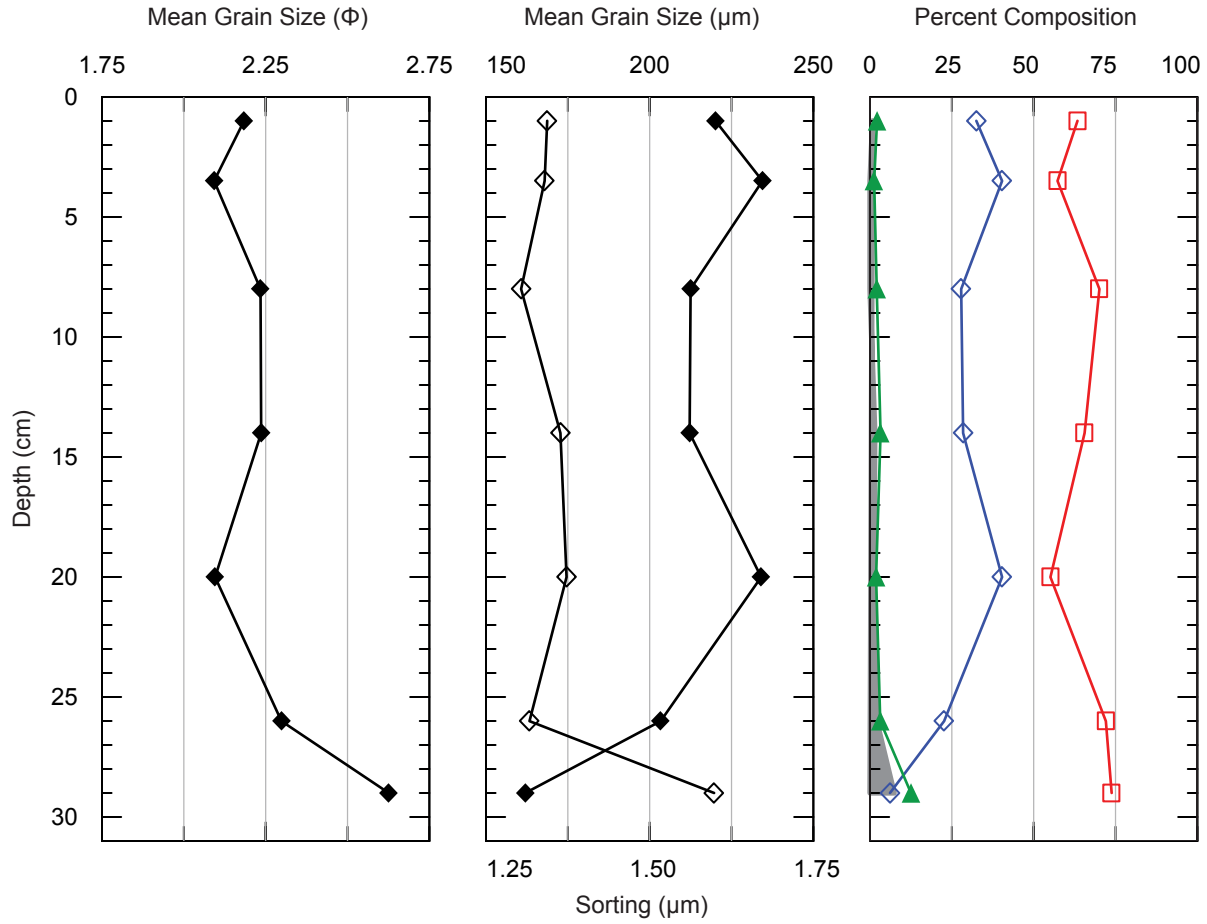 Mean Grain Size (Φ) Mean Grain Size (µm) Percent Composition
1.75 2.25 2.75 150 200 250 0 25 50 75 100
0
5
10
15
20
25
30
Depth (cm)
1.25 1.50 1.75
Sorting (µm)